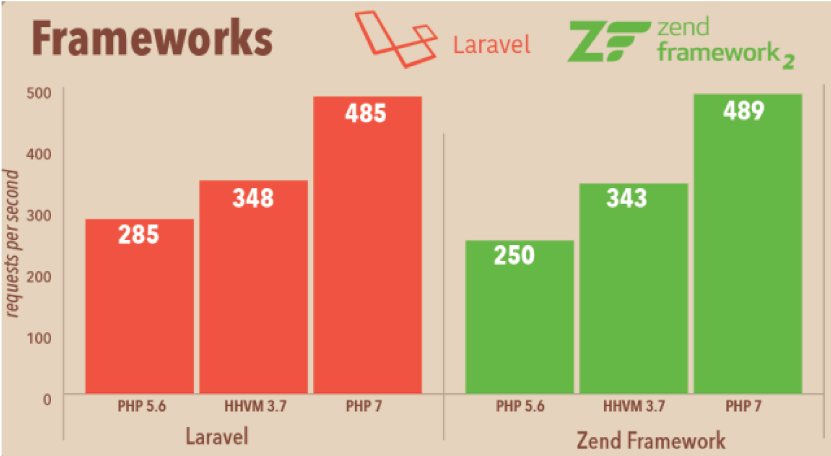 Frameworks
Laravel
zend
framework 2
requests per second
500
400
300
200
100
0
285
348
485
250
343
489
PHP 5.6
HHVM 3.7
PHP 7
PHP 5.6
HHVM 3.7
PHP 7
Laravel
Zend Framework